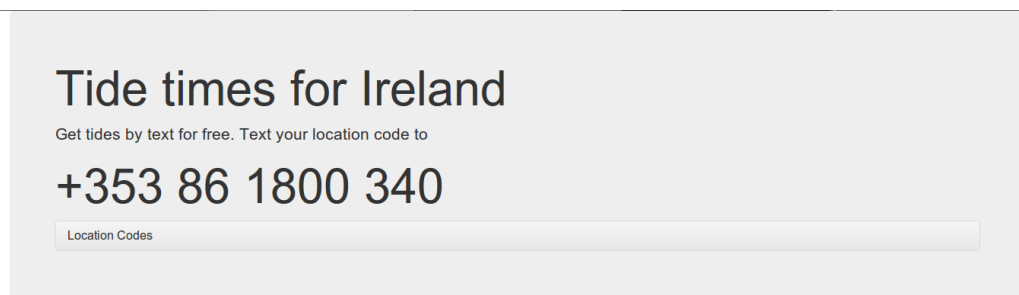 Tide times for Ireland
Get tides by text for free. Text your location code to
+353 86 1800 340
Location Codes